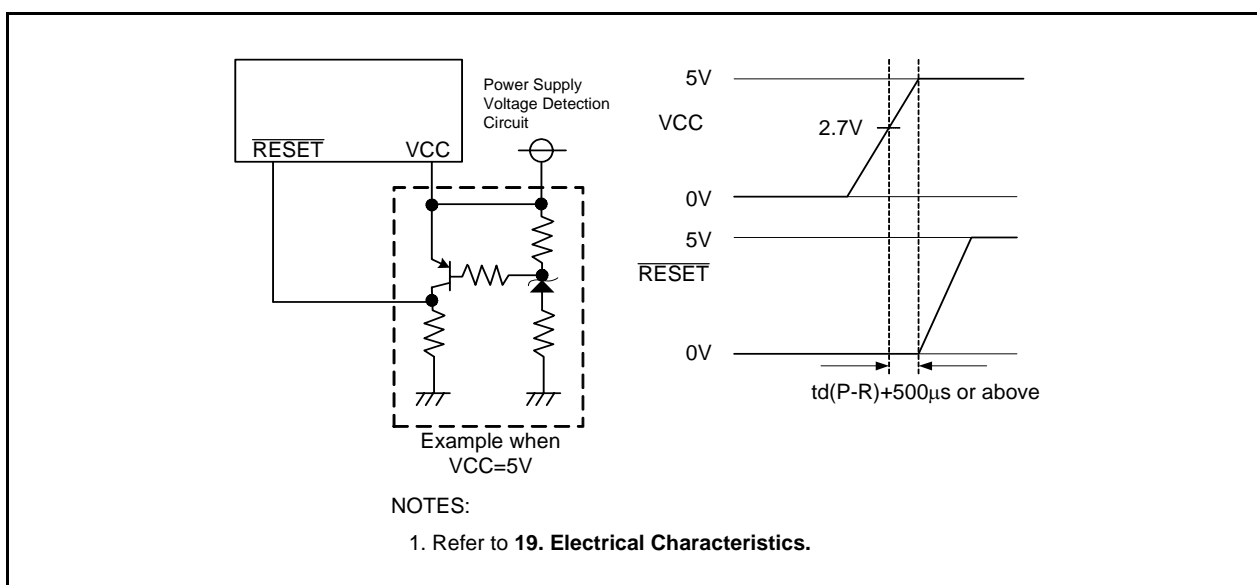 RESET
VCC
Power Supply
Voltage Detection
Circuit
Example when
VCC=5V
5V
VCC
2.7V
0V
5V
RESET
0V
td(P-R)+500µs or above
NOTES:
1. Refer to 19. Electrical Characteristics.